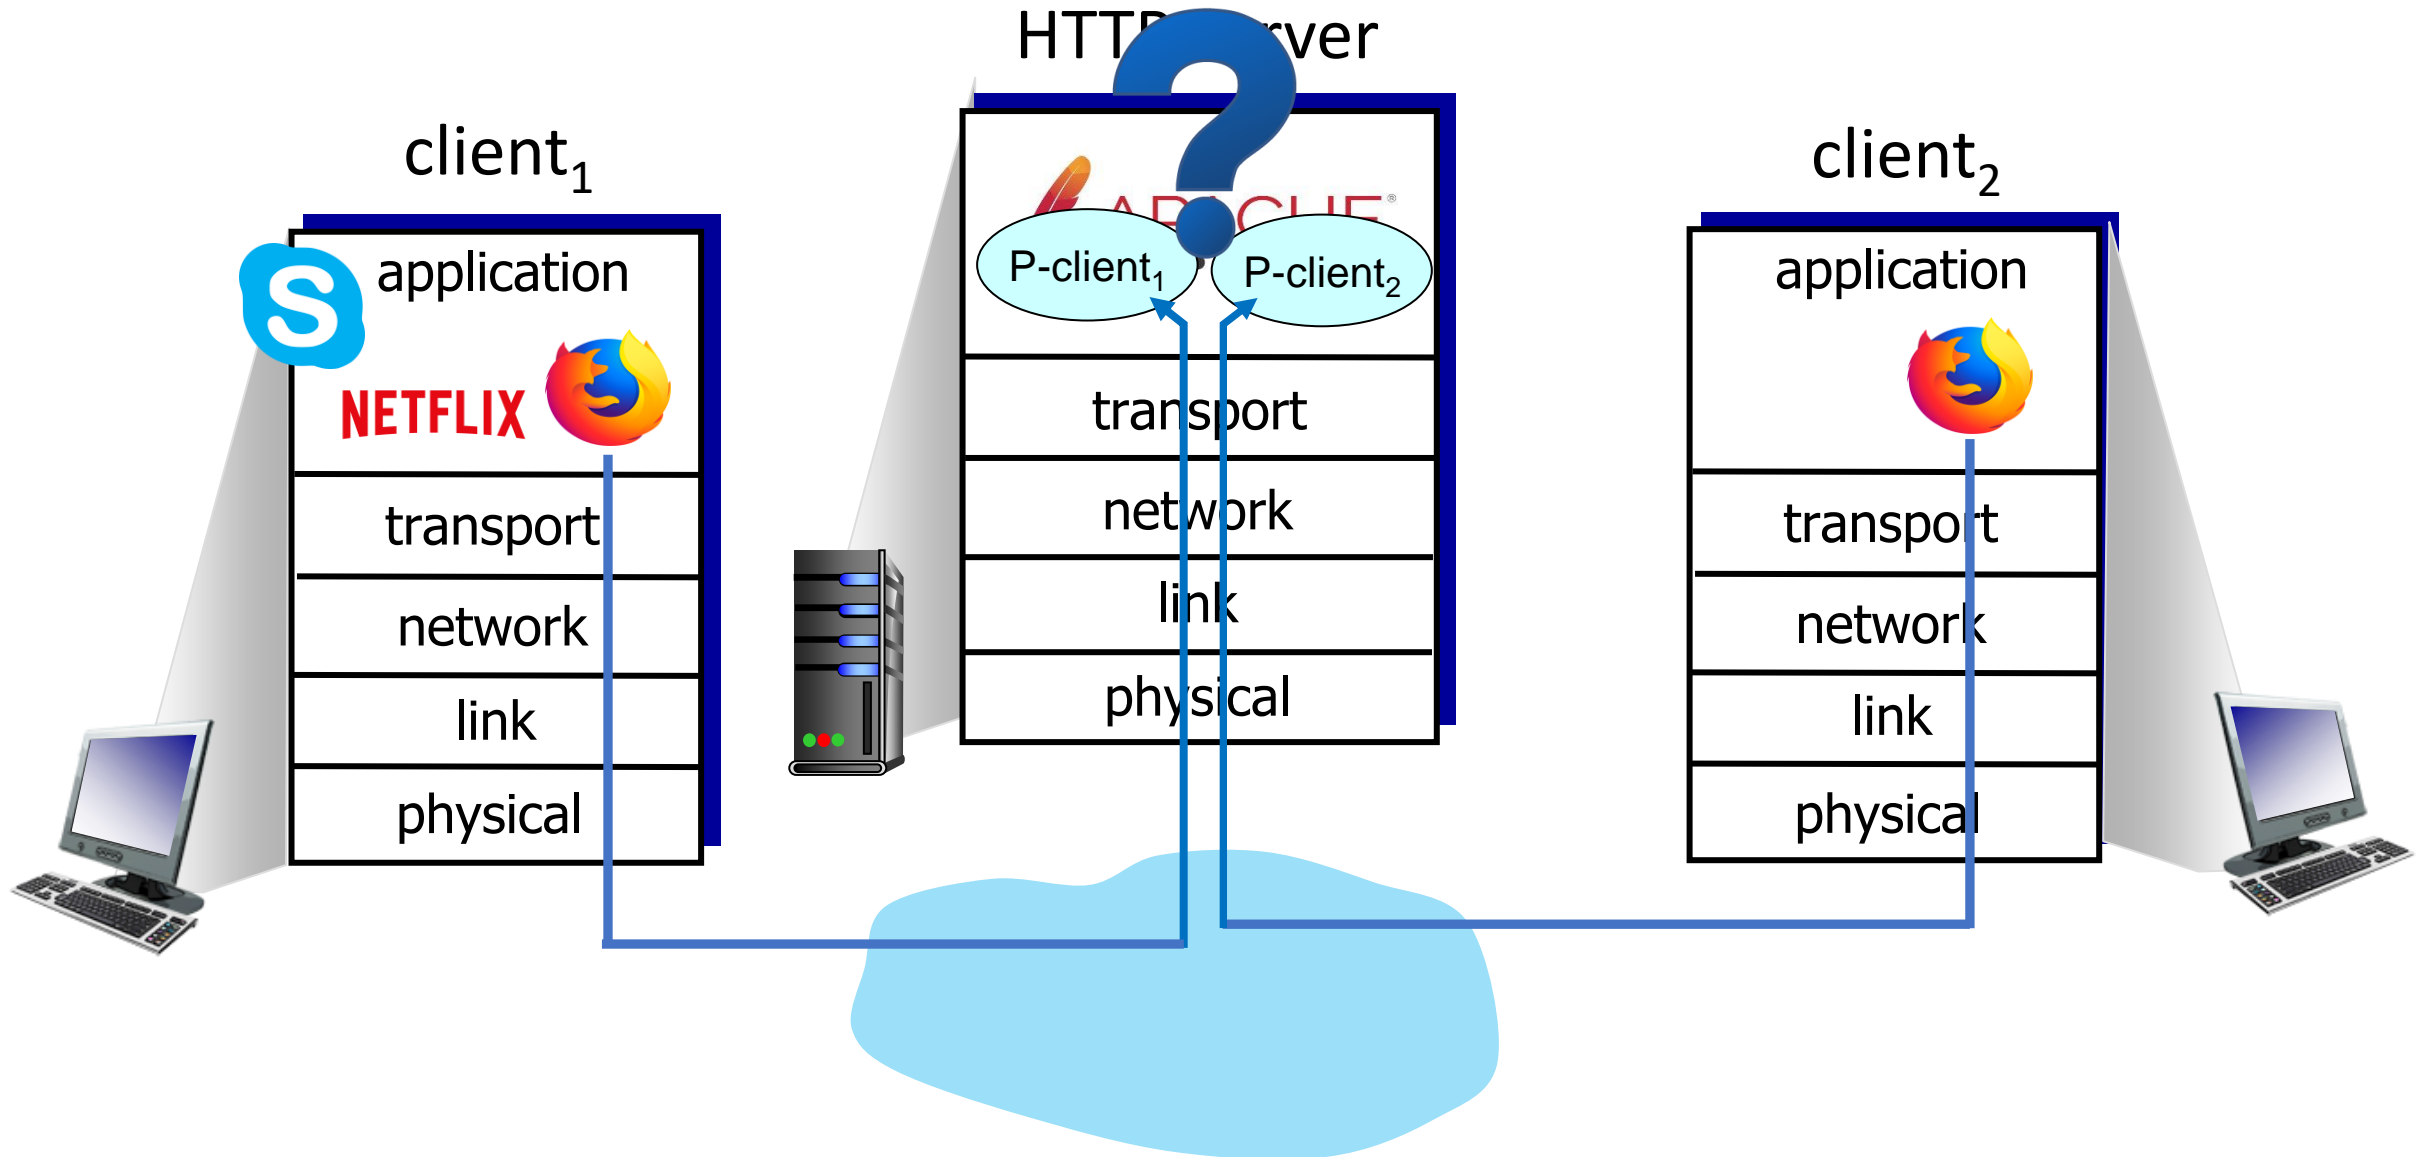 client1
application
NETFLIX
transport
network
link
physical
P-client1
P-client2
transport
network
link
physical
client2
application
transport
network
link
physical